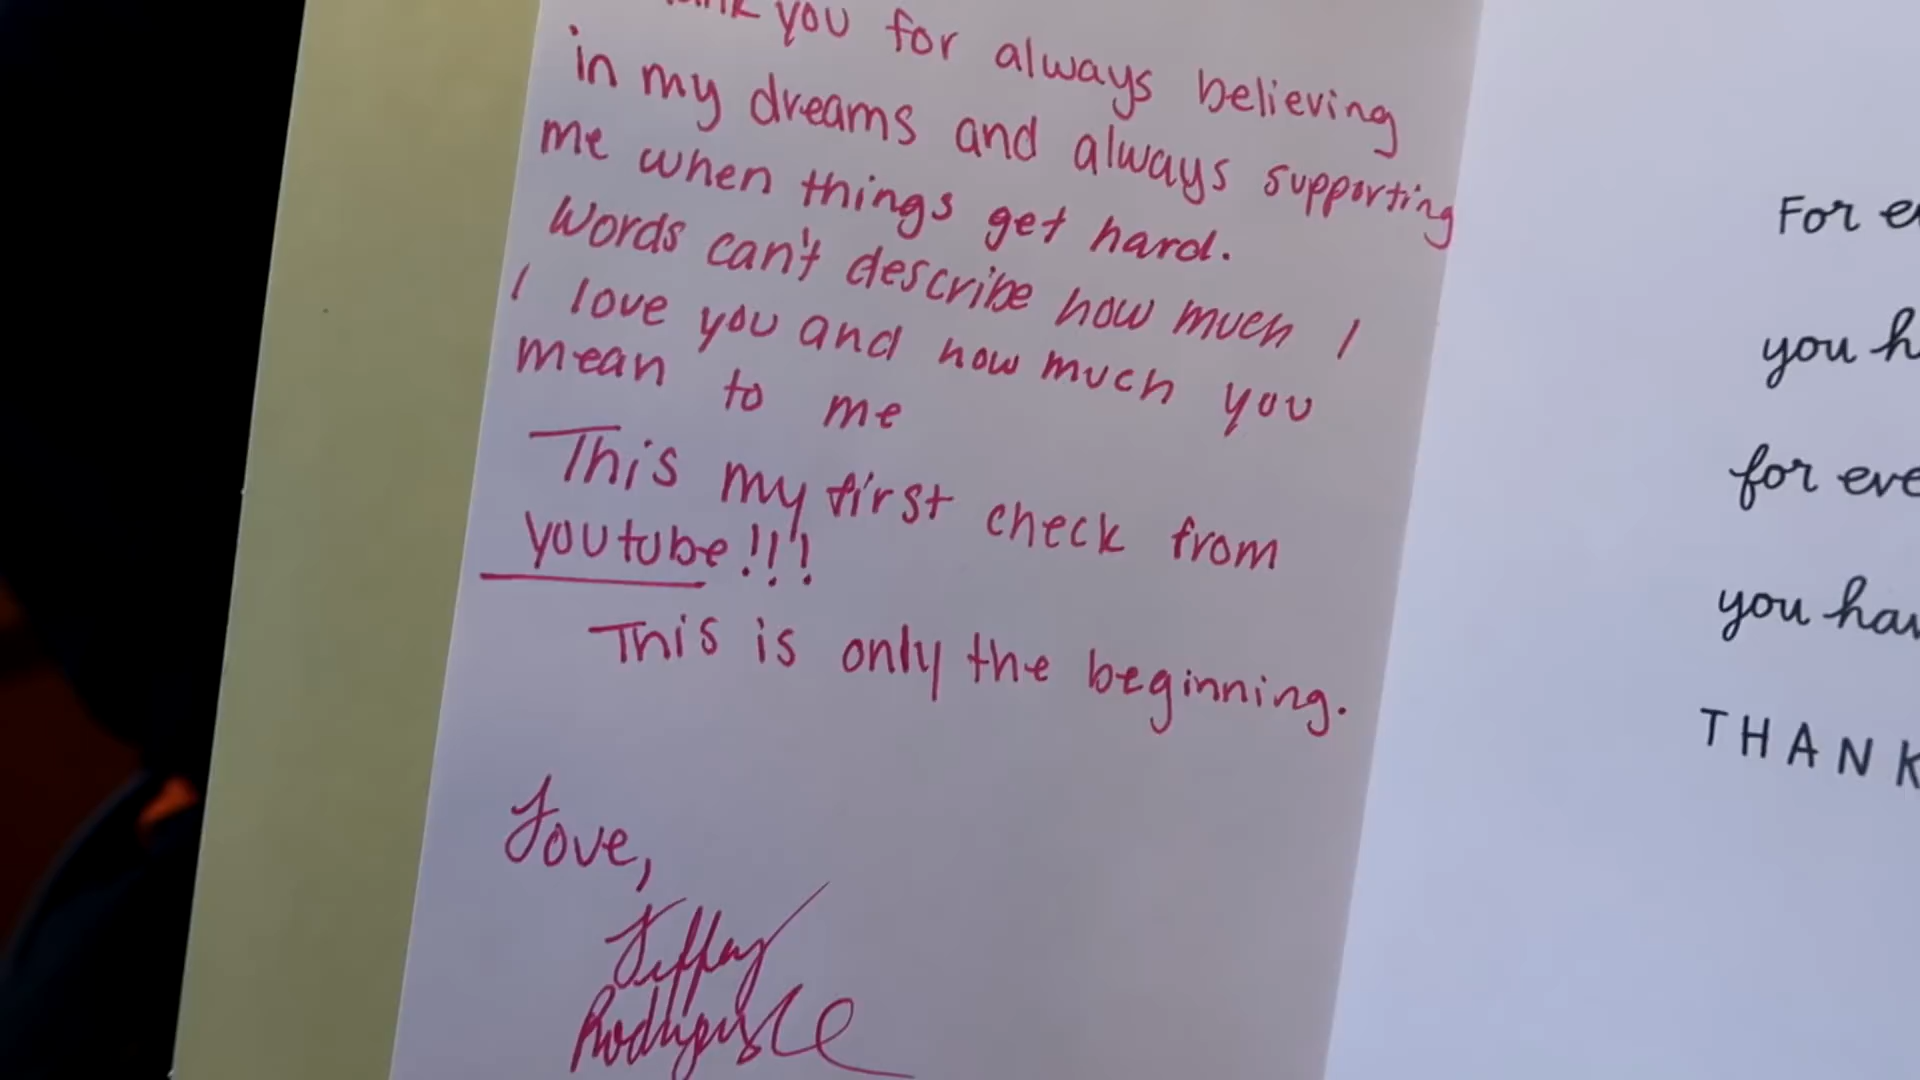 you for always believing
in my dreams and always supporting
me when things get hard.
Words can't describe how much I
I love you and how much you
mean to me
This my first check from
youtube!!!
This is only the beginning.
Love,
For
you
for
you
THANK